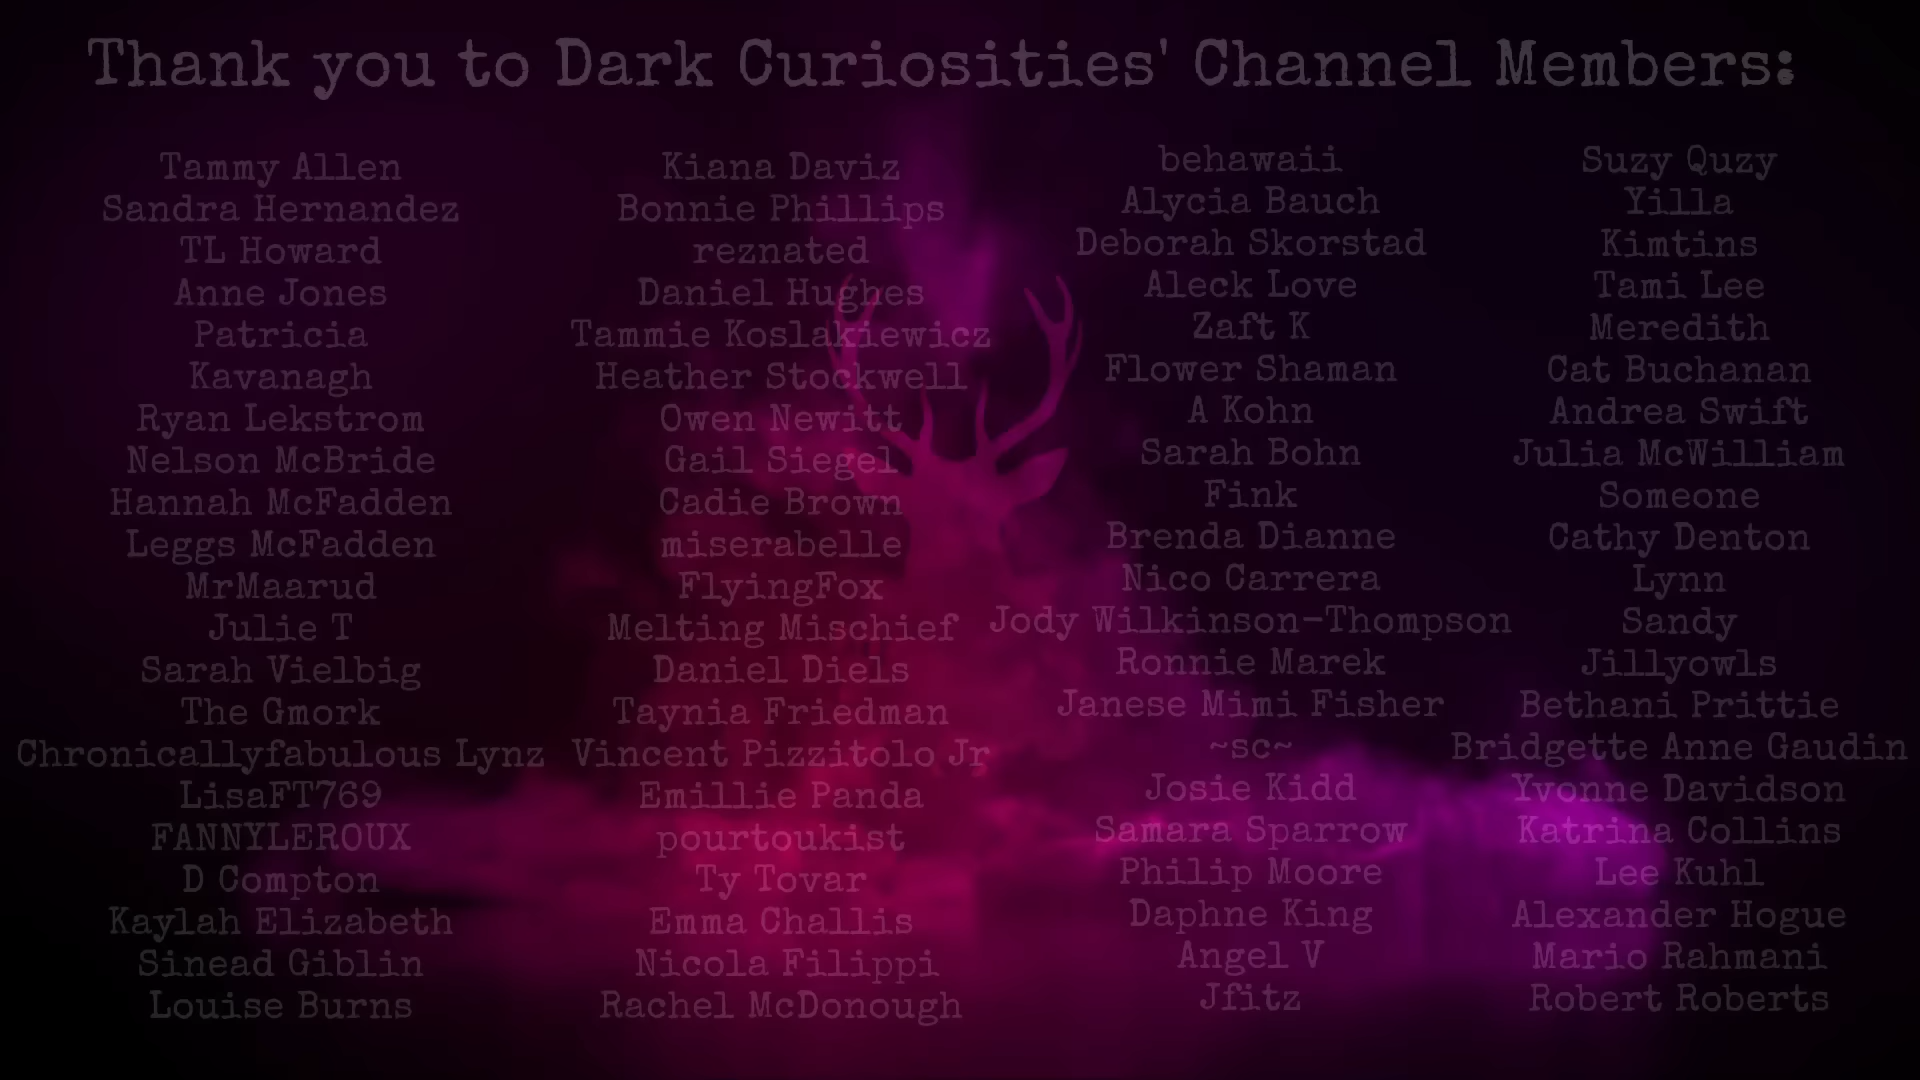 Thank you to Dark Curiosities' Channel Members:
Tammy Allen
Sandra Hernandez
TL Howard
Anne Jones
Patricia
Kavanagh
Ryan Lekstrom
Nelson McBride
Hannah McFadden
Leggs McFadden
MrMaarud
Julie T
Sarah Vielbig
The Gmork
Chronicallyfabulous Lynz
LisaFT769
FANNYLEROUX
D Compton
Kaylah Elizabeth
Sinead Giblin
Louise Burns
Kiana Daviz
Bonnie Phillips
reznated
Daniel Hughes
Tammie Koslakiewicz
Heather Stockwell
Owen Newitt
Gail Siegel
Cadie Brown
miserabelle
FlyingFox
Melting Mischief
Daniel Diels
Taynia Friedman
Vincent Pizzitolo Jr
Emillie Panda
pourtoukist
Ty Tovar
Emma Challis
Nicola Filippi
Rachel McDonough
behawaii
Alycia Bauch
Deborah Skorstad
Aleck Love
Zaft K
Flower Shaman
A Kohn
Sarah Bohn
Fink
Brenda Dianne
Nico Carrera
Jody Wilkinson-Thompson
Ronnie Marek
Janese Mimi Fisher
~sc~
Josie Kidd
Samara Sparrow
Philip Moore
Daphne King
Angel V
Jfitz
Suzy Quzy
Yilla
Kimtins
Tami Lee
Meredith
Cat Buchanan
Andrea Swift
Julia McWilliam
Someone
Cathy Denton
Lynn
Sandy
Jillyowls
Bethani Prittie
Bridgette Anne Gaudin
Yvonne Davidson
Katrina Collins
Lee Kuhl
Alexander Hogue
Mario Rahmani
Robert Roberts